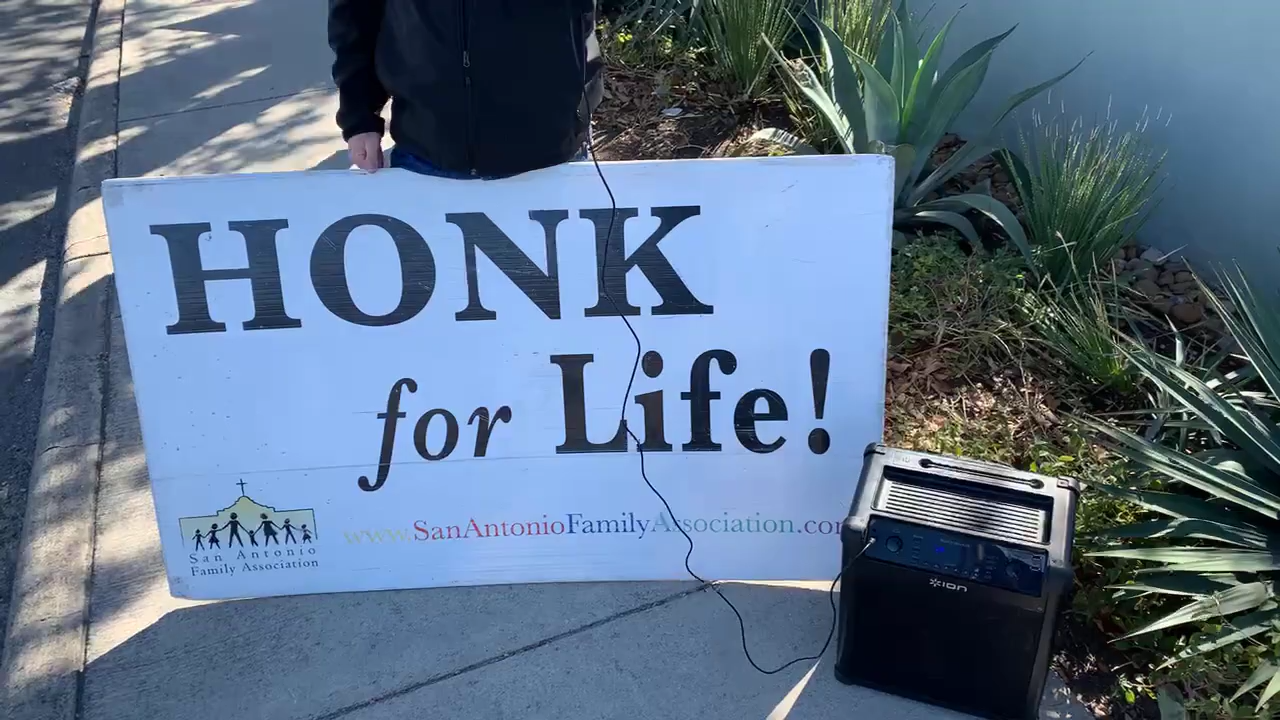 HONK
for Life!
www.SanAntonioFamilyAssociation.com
San Antonio
Family Association
ION